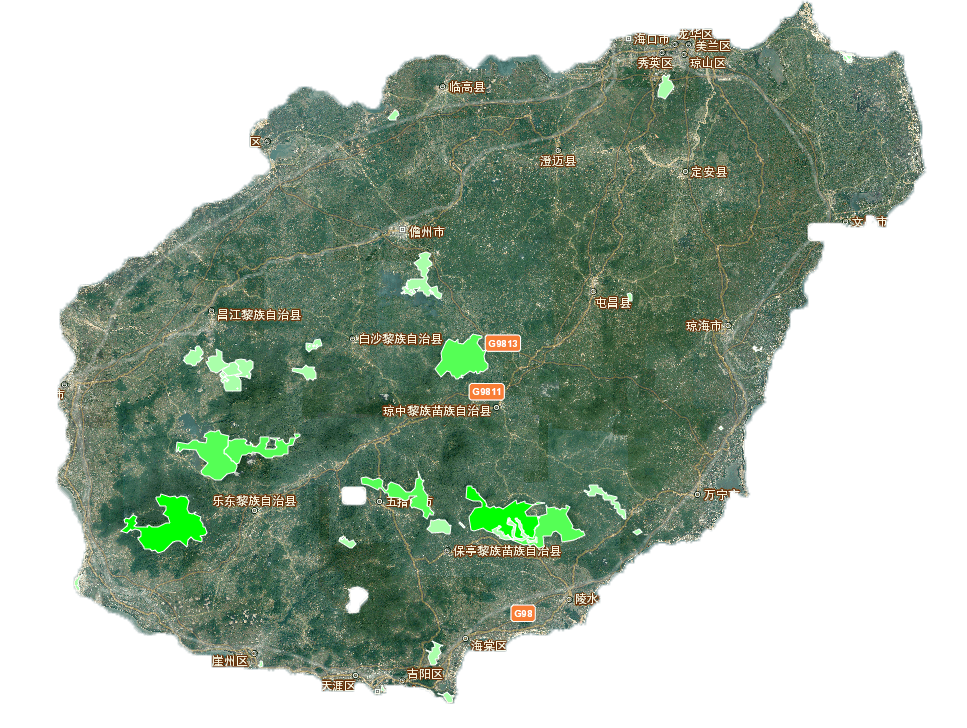 龙华区
海口市
美兰区
秀英区
琼山区
临高县
区
澄迈县
定安县
文
市
儋州市
屯昌县
昌江黎族自治县
琼海市
白沙黎族自治县
G9813
市
G9811
琼中黎族苗族自治县
乐东黎族自治县
五指
市
万宁市
保亭黎族苗族自治县
陵水
G98
海棠区
崖州区
吉阳区
天涯区